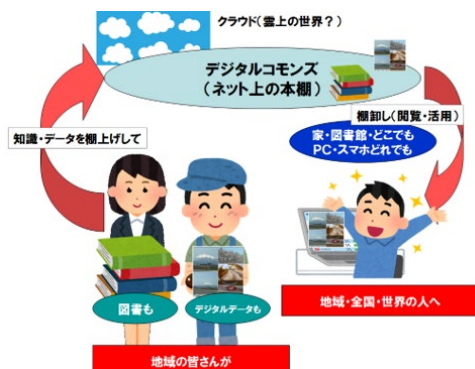 クラウド(雲上の世界?)
デジタルコモンズ
(ネット上の本棚)
知識・データを棚上げして
棚卸し(閲覧・活用)
家・図書館・どこでも
PC・スマホどれでも
図書も
デジタルデータも
地域・全国・世界の人へ
地域の皆さんが